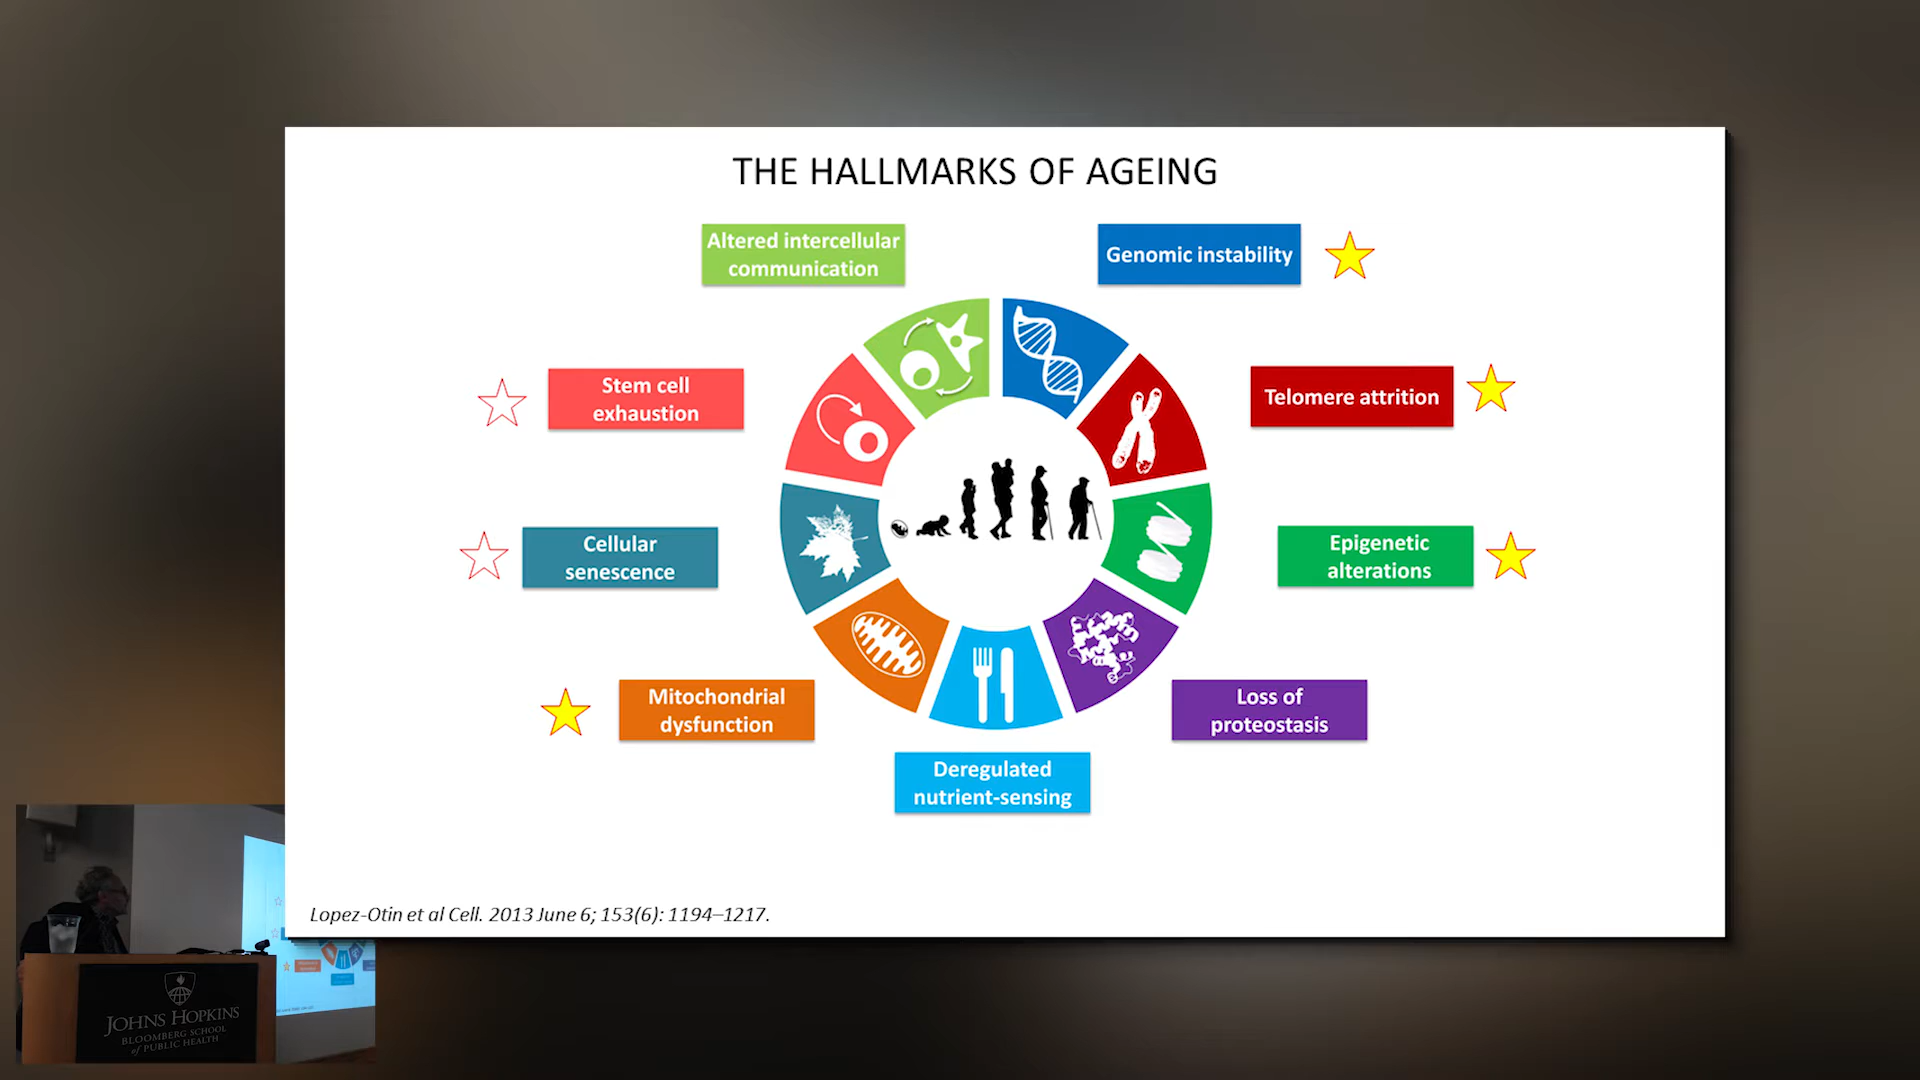 THE HALLMARKS OF AGEING
Altered intercellular
communication
Genomic instability
Stem cell
exhaustion
Telomere attrition
Cellular
senescence
Epigenetic
alterations
Mitochondrial
dysfunction
Loss of
proteostasis
Deregulated
nutrient-sensing
Lopez-Otin et al Cell. 2013 June 6; 153(6): 1194–1217.
JOHNS HOPKINS
BLOOMBERG SCHOOL
of PUBLIC HEALTH